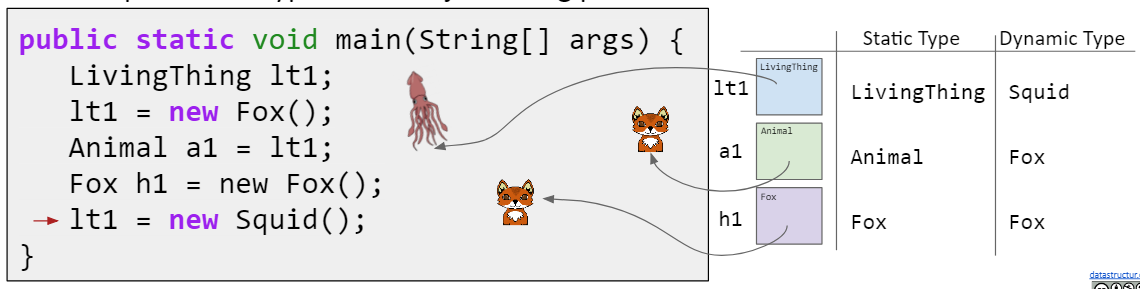 public static void main(String[] args) {
LivingThing lt1;
lt1 = new Fox();
Animal a1 = lt1;
Fox h1 = new Fox();
lt1 = new Squid();
}
Static Type Dynamic Type
lt1 LivingThing LivingThing Squid
a1 Animal Animal Fox
h1 Fox Fox Fox
datastructur.